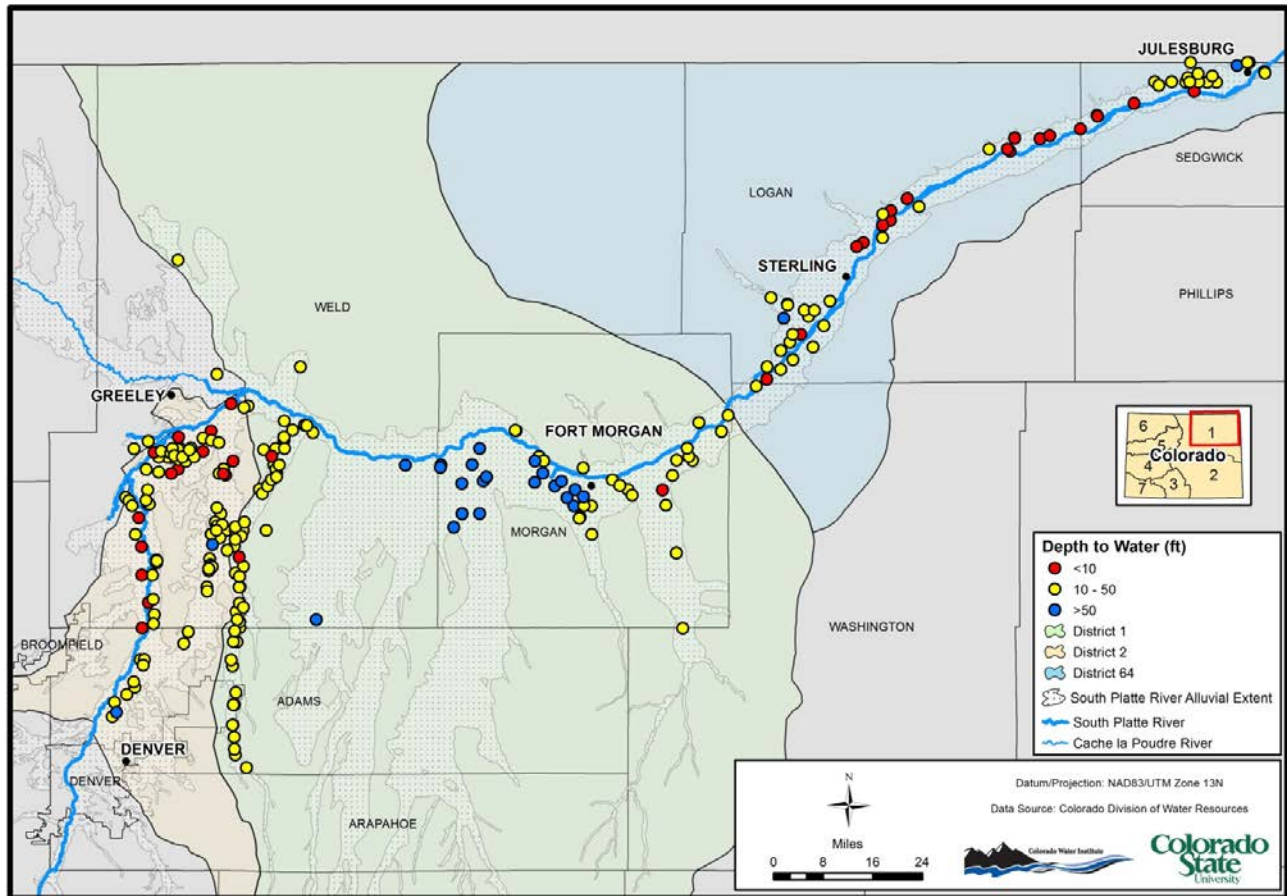 JULESBURG
SEDGWICK
LOGAN
STERLING
PHILLIPS
WELD
GREELEY
FORT MORGAN
MORGAN
WASHINGTON
BROOMFIELD
ADAMS
DENVER
DENVER
ARAPAHOE
6
5
1
Colorado
4
2
7
3
Depth to Water (ft)
<10
10 - 50
>50
District 1
District 2
District 64
South Platte River Alluvial Extent
South Platte River
Cache la Poudre River
N
Miles
0 4 8 16 24
Datum/Projection: NAD83/UTM Zone 13N
Data Source: Colorado Division of Water Resources
Colorado Water Institute
Colorado
State
University